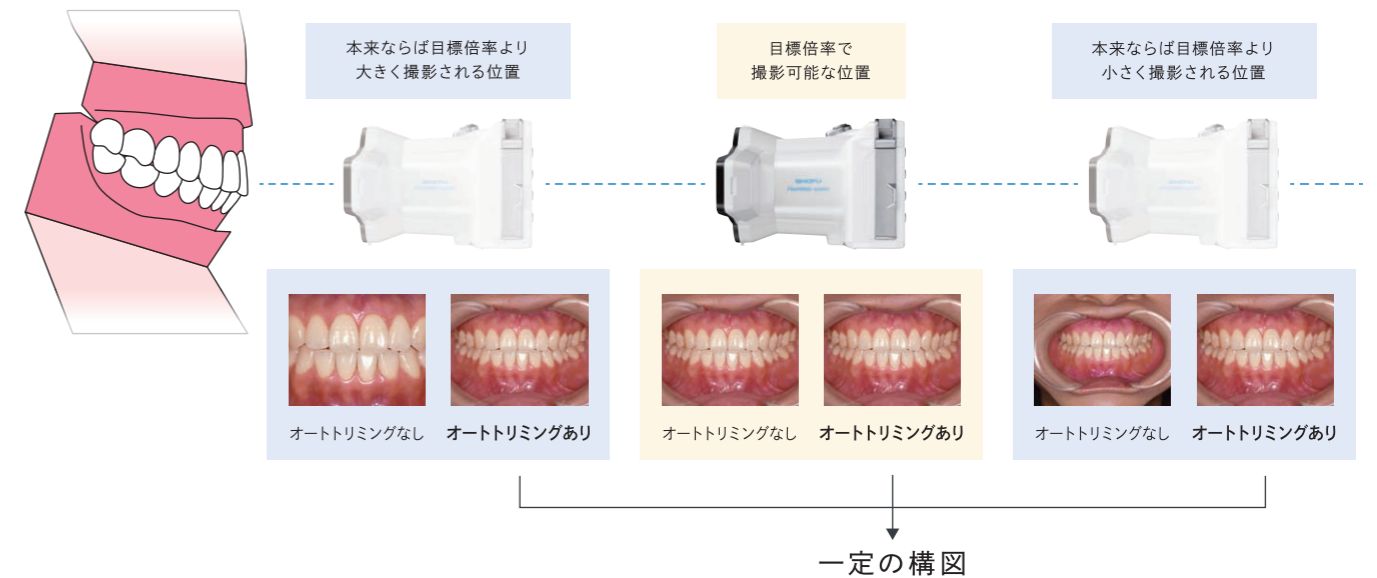 本来ならば目標倍率より
大きく撮影される位置
目標倍率で
撮影可能な位置
本来ならば目標倍率より
小さく撮影される位置
SHOFU
オートトリミングなし
オートトリミングあり
オートトリミングなし
オートトリミングあり
オートトリミングなし
オートトリミングあり
一定の構図